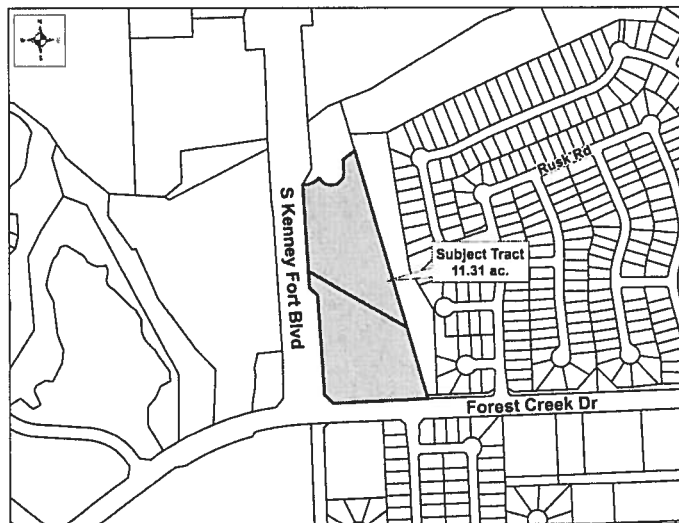 Rusk Rd
S Kenney Fort Blvd
Subject Tract
11.31 ac.
Forest Creek Dr